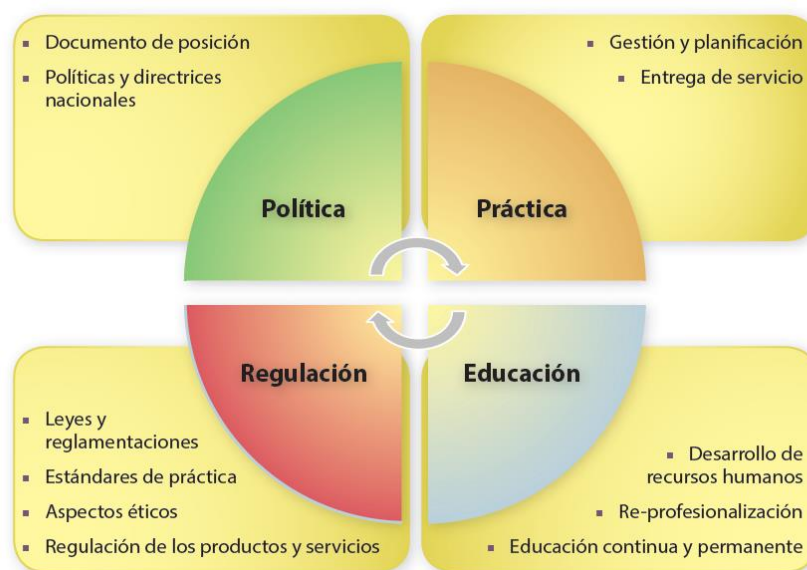 ▪ Documento de posición
▪ Políticas y directrices
nacionales
▪ Gestión y planificación
▪ Entrega de servicio
Política
Práctica
Regulación
Educación
▪ Leyes y
reglamentaciones
▪ Estándares de práctica
▪ Aspectos éticos
▪ Regulación de los productos y servicios
▪ Desarrollo de
recursos humanos
▪ Re-profesionalización
▪ Educación continua y permanente